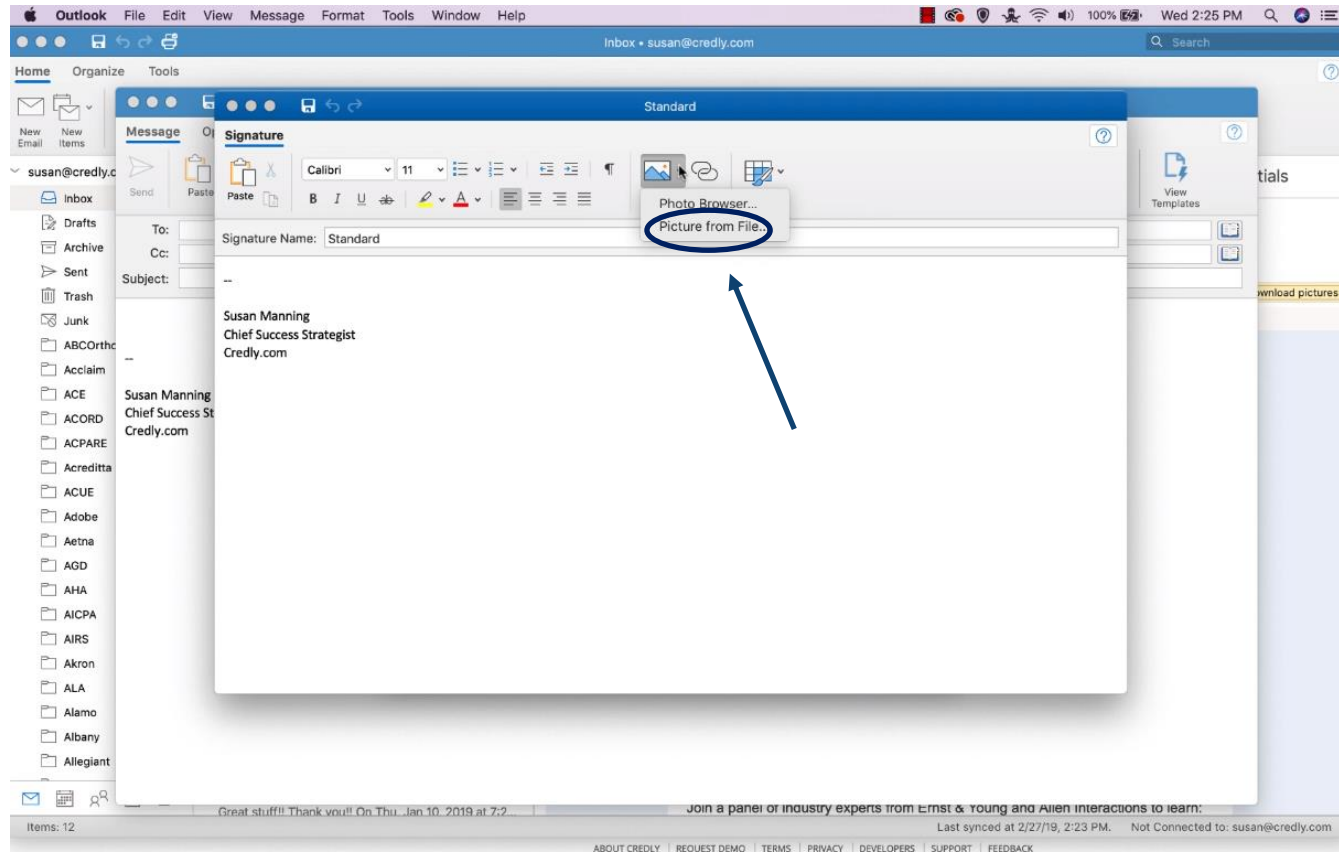 Outlook File Edit View Message Format Tools Window Help 100% Wed 2:25 PM
Inbox • susan@credly.com Search
Home Organize Tools
Standard
New Email
New Items
Message
Signature
Send
Paste
Paste
Calibri 11
B I U ab A
Photo Browser...
Picture from File...
View Templates
To:
Cc:
Subject:
Signature Name: Standard
--
Susan Manning
Chief Success Strategist
Credly.com
--
Susan Manning
Chief Success St
Credly.com
tials
wnload pictures
susan@credly.c
Inbox
Drafts
Archive
Sent
Trash
Junk
ABCOrtho
Acclaim
ACE
ACORD
ACPARE
Acreditta
ACUE
Adobe
Aetna
AGD
AHA
AICPA
AIRS
Akron
ALA
Alamo
Albany
Allegiant
Great stuff!! Thank you!! On Thu, Jan 10, 2019 at 7:2...
Join a panel of industry experts from Ernst & Young and Allen Interactions to learn:
Items: 12 Last synced at 2/27/19, 2:23 PM. Not Connected to: susan@credly.com
ABOUT CREDLY | REQUEST DEMO | TERMS | PRIVACY | DEVELOPERS | SUPPORT | FEEDBACK